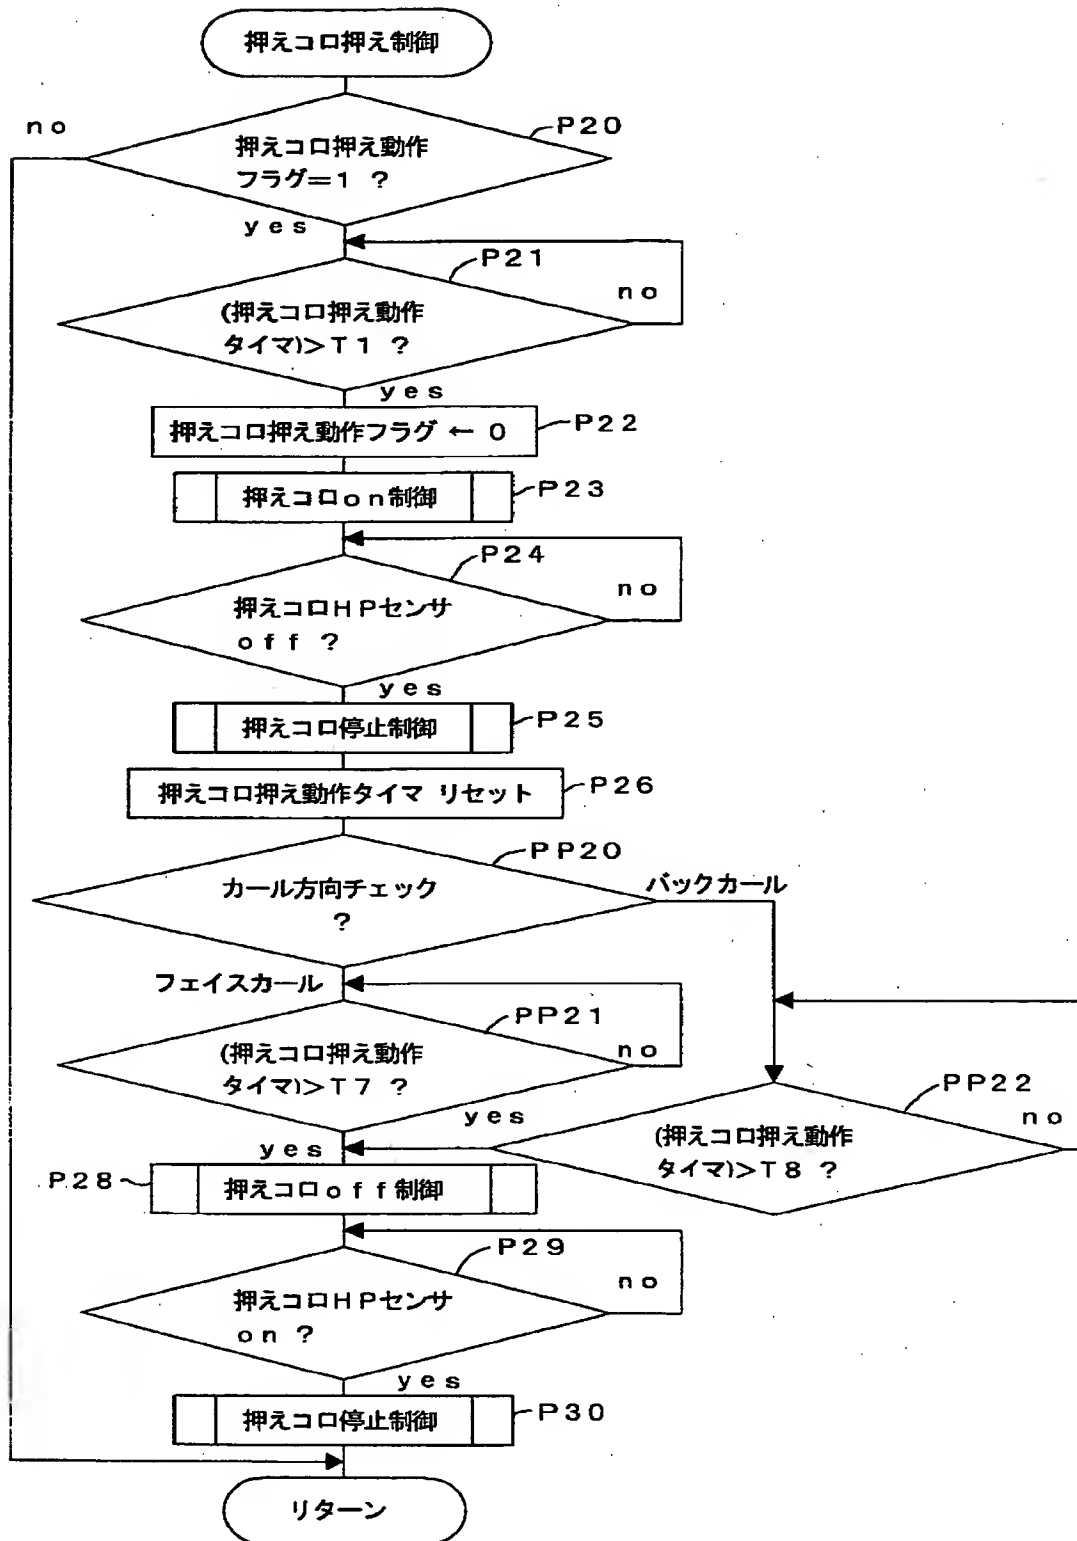 押えコロ押え制御
no
P20
押えコロ押え動作
フラグ=1 ?
yes
P21
no
(押えコロ押え動作
タイマ)>T1 ?
yes
押えコロ押え動作フラグ ← 0
P22
押えコロon制御
P23
P24
no
押えコロHPセンサ
off ?
yes
押えコロ停止制御
P25
押えコロ押え動作タイマ リセット
P26
PP20
カール方向チェック
?
バックカール
フェイスカール
PP21
no
(押えコロ押え動作
タイマ)>T7 ?
PP22
yes
no
(押えコロ押え動作
タイマ)>T8 ?
yes
P28
押えコロoff制御
P29
no
押えコロHPセンサ
on ?
yes
押えコロ停止制御
P30
リターン